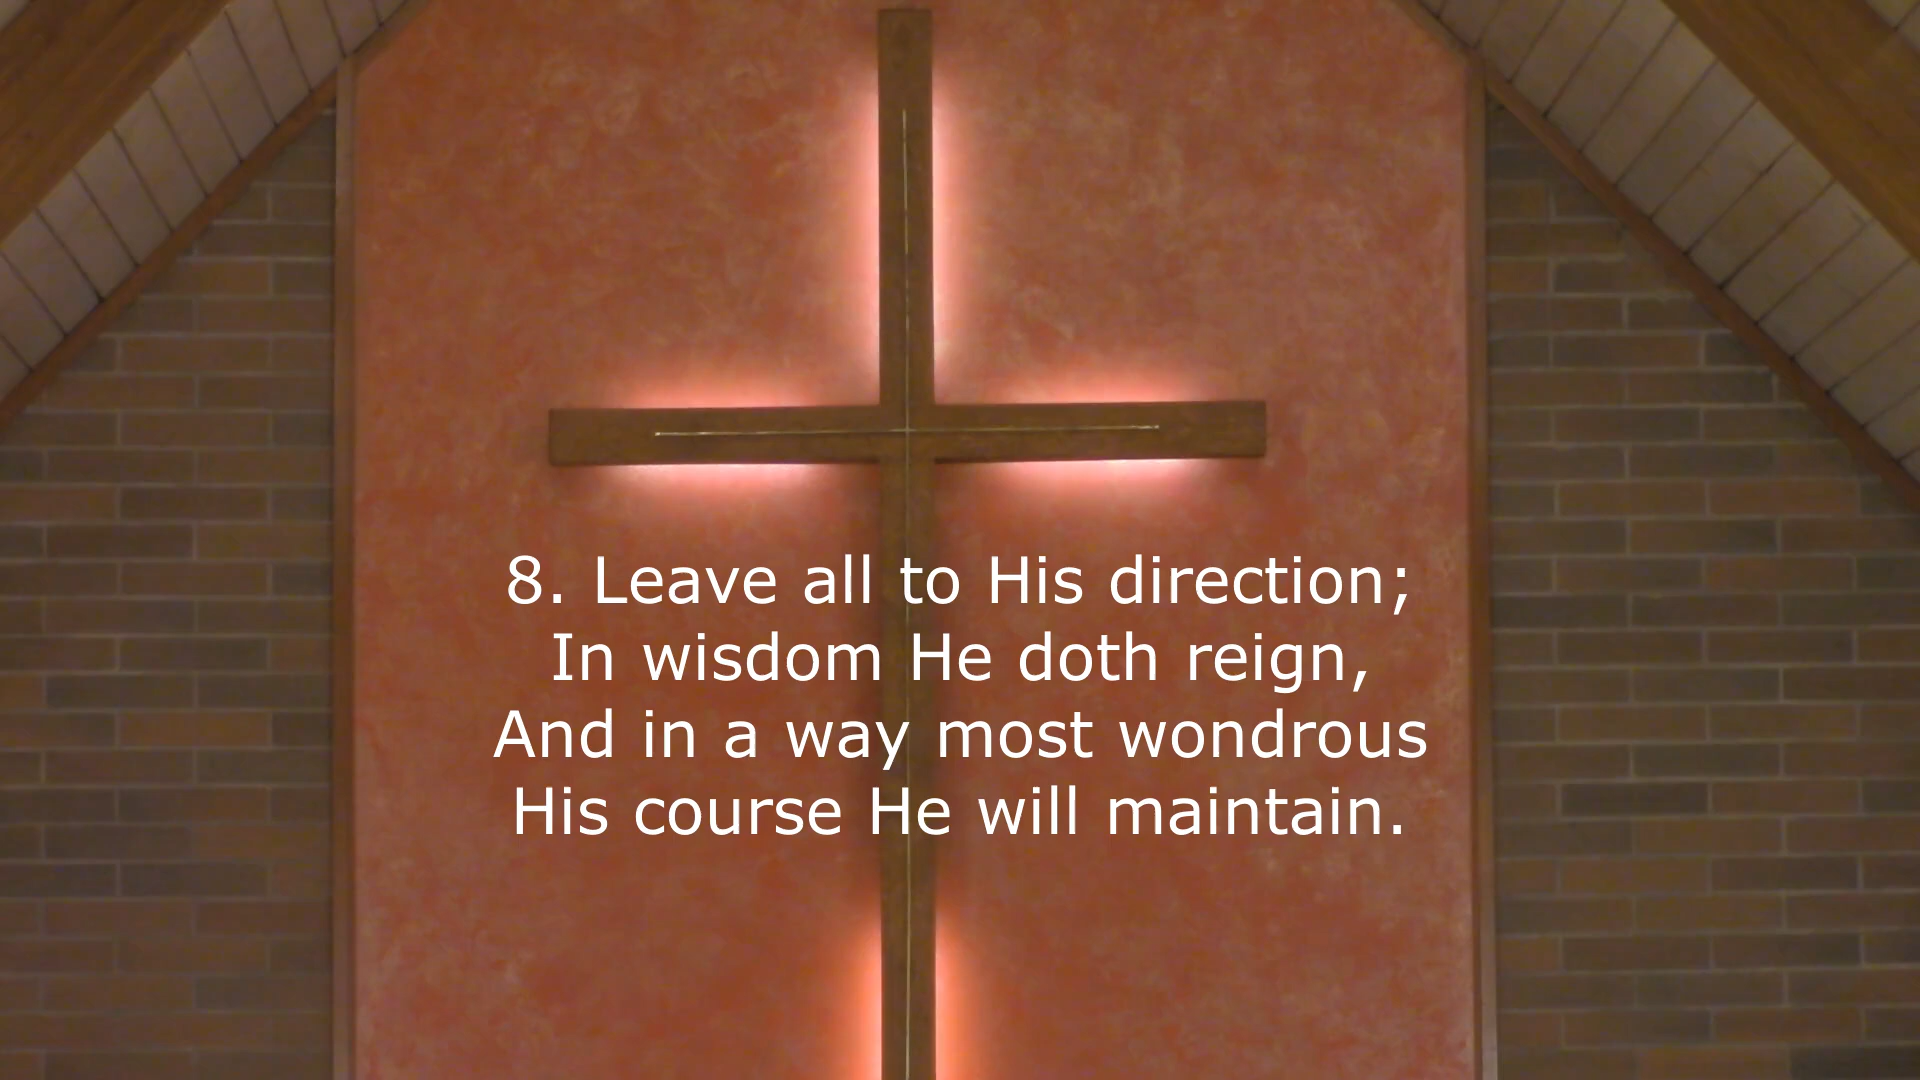 8. Leave all to His direction;
In wisdom He doth reign,
And in a way most wondrous
His course He will maintain.